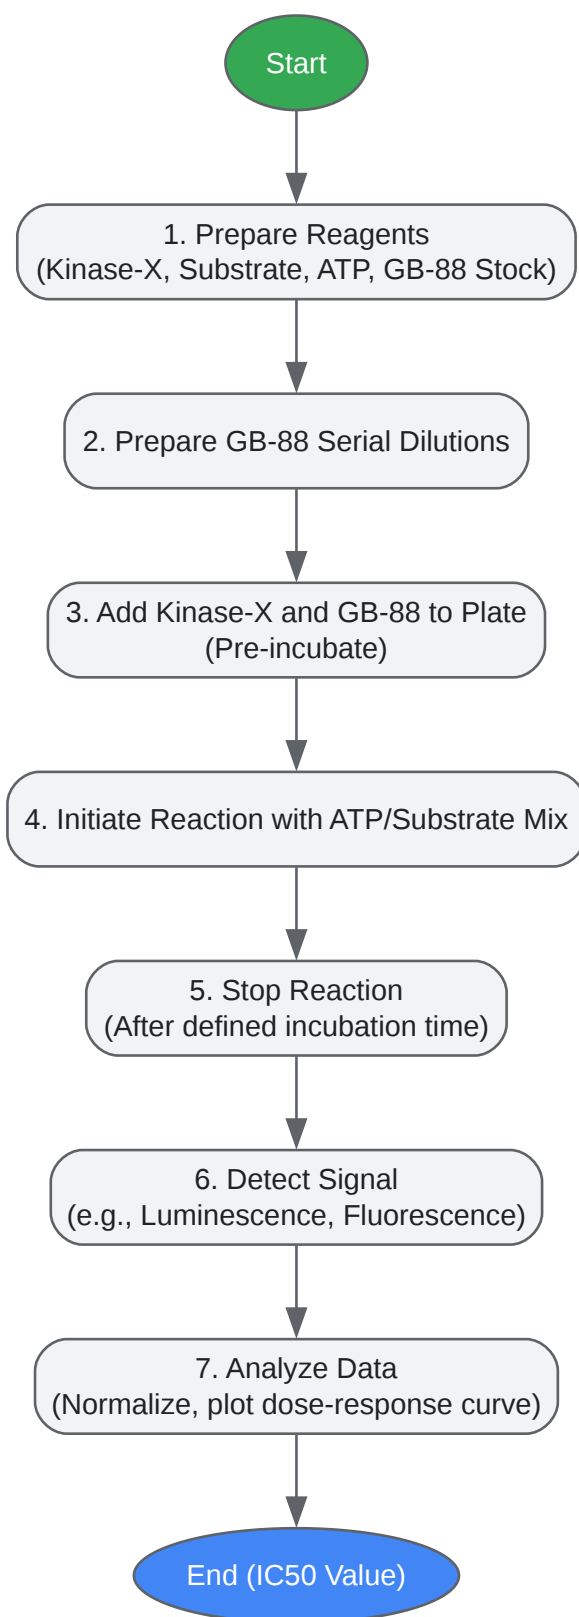 Start
1. Prepare Reagents
(Kinase-X, Substrate, ATP, GB-88 Stock)
2. Prepare GB-88 Serial Dilutions
3. Add Kinase-X and GB-88 to Plate
(Pre-incubate)
4. Initiate Reaction with ATP/Substrate Mix
5. Stop Reaction
(After defined incubation time)
6. Detect Signal
(e.g., Luminescence, Fluorescence)
7. Analyze Data
(Normalize, plot dose-response curve)
End (IC50 Value)